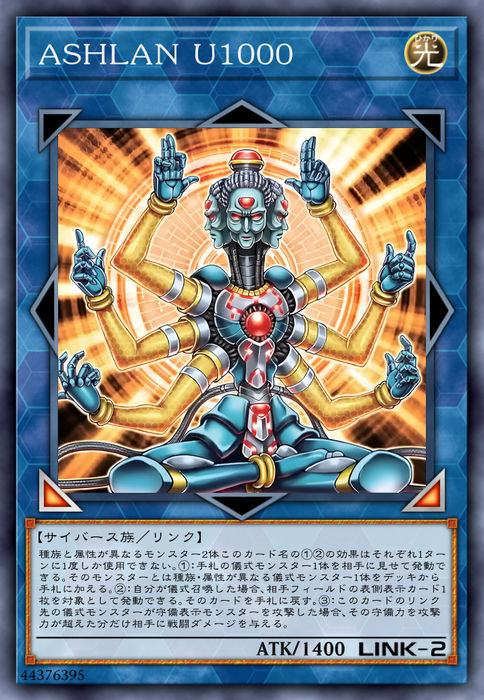 ASHLAN U1000
光
ひかり
【サイバース族／リンク】
種族と属性が異なるモンスター2体このカード名の①②の効果はそれぞれ1ター
ンに1度しか使用できない。①:手札の儀式モンスター1体を相手に見せて発動で
きる。そのモンスターとは種族・属性が異なる儀式モンスター1体をデッキから
手札に加える。②:自分が儀式召喚した場合、相手フィールドの表側表示カード1
枚を対象として発動できる。そのカードを手札に戻す。③:このカードのリンク
先の儀式モンスターが守備表示モンスターを攻撃した場合、その守備力を攻撃
力が超えた分だけ相手に戦闘ダメージを与える。
ATK/1400 LINK-2
44376395